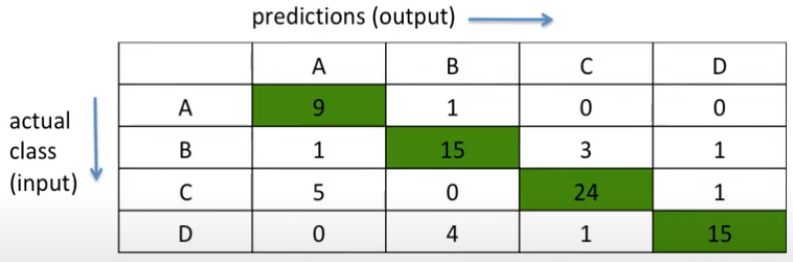 predictions (output)
A B C D
actual
class
(input)
A 9 1 0 0
B 1 15 3 1
C 5 0 24 1
D 0 4 1 15